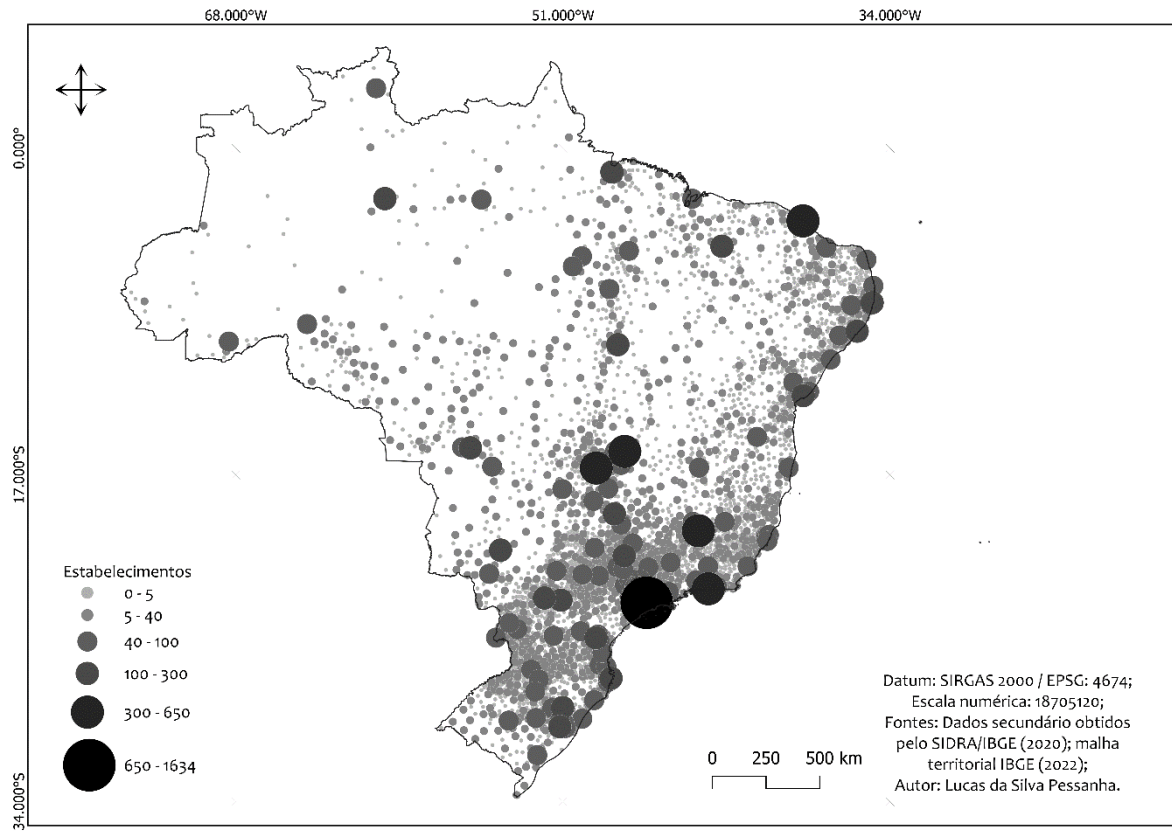 68.000°W 51.000°W 34.000°W
0.000°
17.000°S
34.000°S
Estabelecimentos
0 - 5
5 - 40
40 - 100
100 - 300
300 - 650
650 - 1634
0 250 500 km
Datum: SIRGAS 2000 / EPSG: 4674;
Escala numérica: 18705120;
Fontes: Dados secundário obtidos
pelo SIDRA/IBGE (2020); malha
territorial IBGE (2022);
Autor: Lucas da Silva Pessanha.